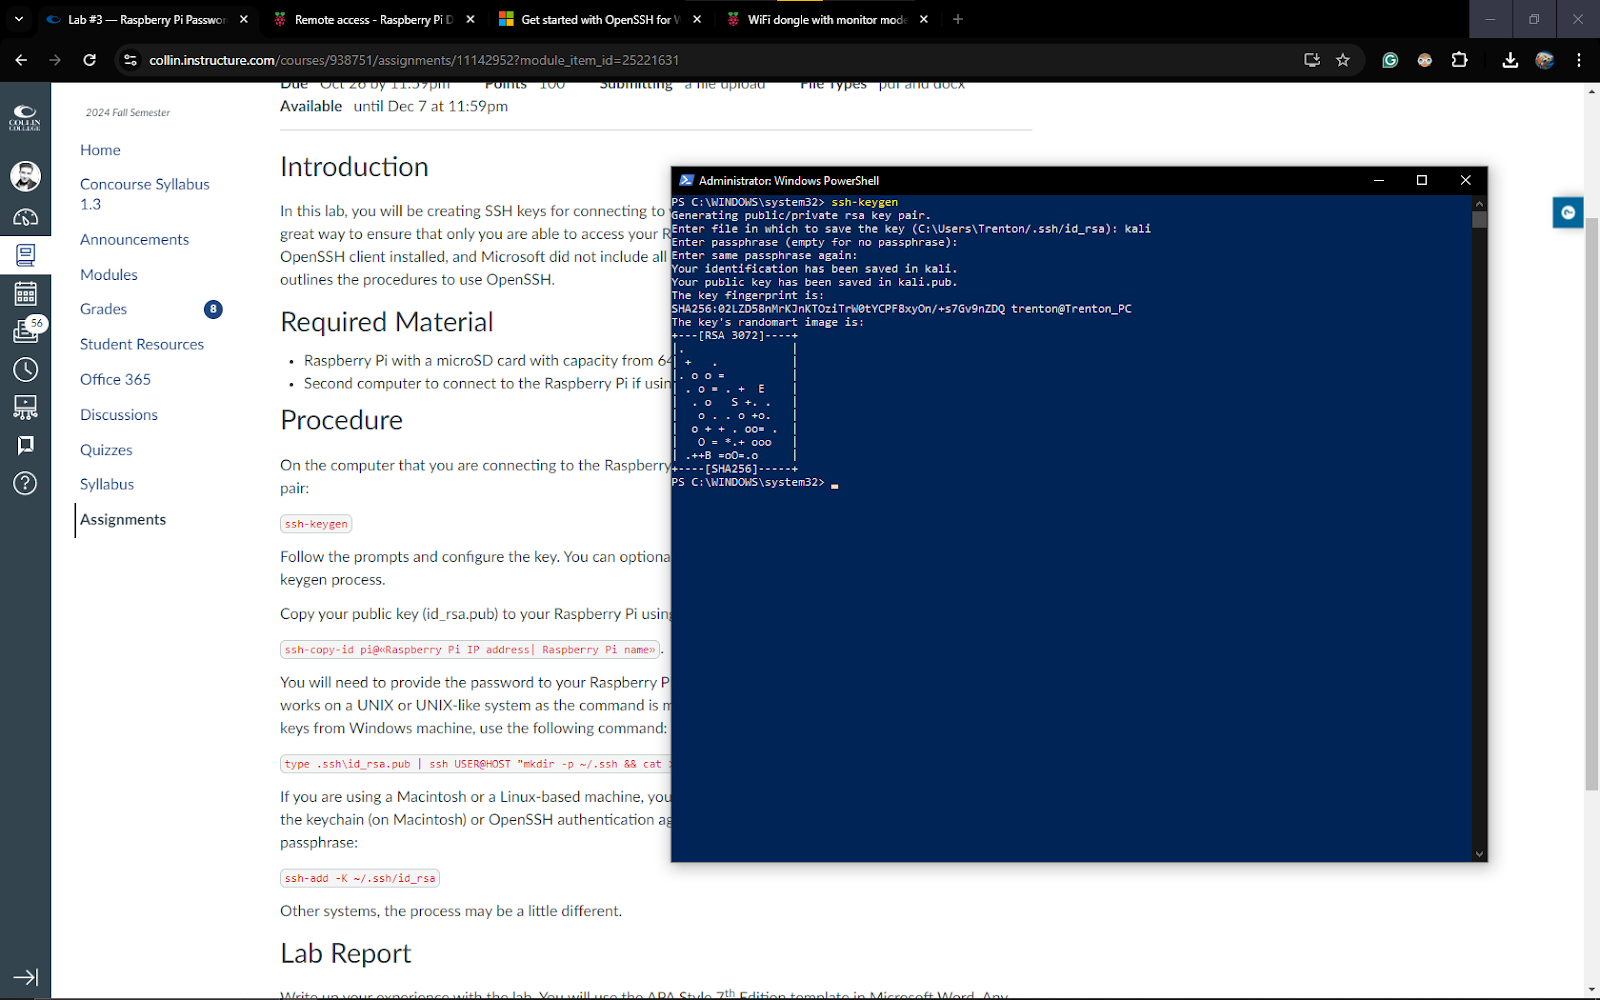 Lab #3 — Raspberry Pi Passwor
Remote access - Raspberry Pi D
Get started with OpenSSH for W
WiFi dongle with monitor mode
collin.instructure.com/courses/938751/assignments/11142952?module_item_id=25221631
COLLIN
COLLEGE
56
2024 Fall Semester
Home
Concourse Syllabus
1.3
Announcements
Modules
Grades
8
Student Resources
Office 365
Discussions
Quizzes
Syllabus
Assignments
Due Oct 26 by 11:59pm Points 100 Submitting a file upload File Types pdf and docx
Available until Dec 7 at 11:59pm
Introduction
In this lab, you will be creating SSH keys for connecting to
great way to ensure that only you are able to access your R
OpenSSH client installed, and Microsoft did not include all
outlines the procedures to use OpenSSH.
Required Material
• Raspberry Pi with a microSD card with capacity from 64
• Second computer to connect to the Raspberry Pi if usin
Procedure
On the computer that you are connecting to the Raspberry
pair:
ssh-keygen
Follow the prompts and configure the key. You can optiona
keygen process.
Copy your public key (id_rsa.pub) to your Raspberry Pi usin
ssh-copy-id pi@«Raspberry Pi IP address| Raspberry Pi name».
You will need to provide the password to your Raspberry P
works on a UNIX or UNIX-like system as the command is m
keys from Windows machine, use the following command:
type .ssh\id_rsa.pub | ssh USER@HOST "mkdir -p ~/.ssh && cat >
If you are using a Macintosh or a Linux-based machine, you
the keychain (on Macintosh) or OpenSSH authentication ag
passphrase:
ssh-add -K ~/.ssh/id_rsa
Other systems, the process may be a little different.
Lab Report
Write up your experience with the lab. You will use the APA Style 7th Edition template in Microsoft Word. Any
Administrator: Windows PowerShell
PS C:\WINDOWS\system32> ssh-keygen
Generating public/private rsa key pair.
Enter file in which to save the key (C:\Users\Trenton/.ssh/id_rsa): kali
Enter passphrase (empty for no passphrase):
Enter same passphrase again:
Your identification has been saved in kali.
Your public key has been saved in kali.pub.
The key fingerprint is:
SHA256:02LZD58nMrKJnKTOziTrW0tYCPF8xyOn/+s7Gv9nZDQ trenton@Trenton_PC
The key's randomart image is:
+---[RSA 3072]----+
|.                |
| +   .           |
|. o o =          |
| . o = . +  E    |
|  . o   S +. .   |
|   o . . o +o.   |
|  o + + . oo= .  |
|   O = *.+ ooo   |
| .++B =oO=.o     |
+----[SHA256]-----+
PS C:\WINDOWS\system32>